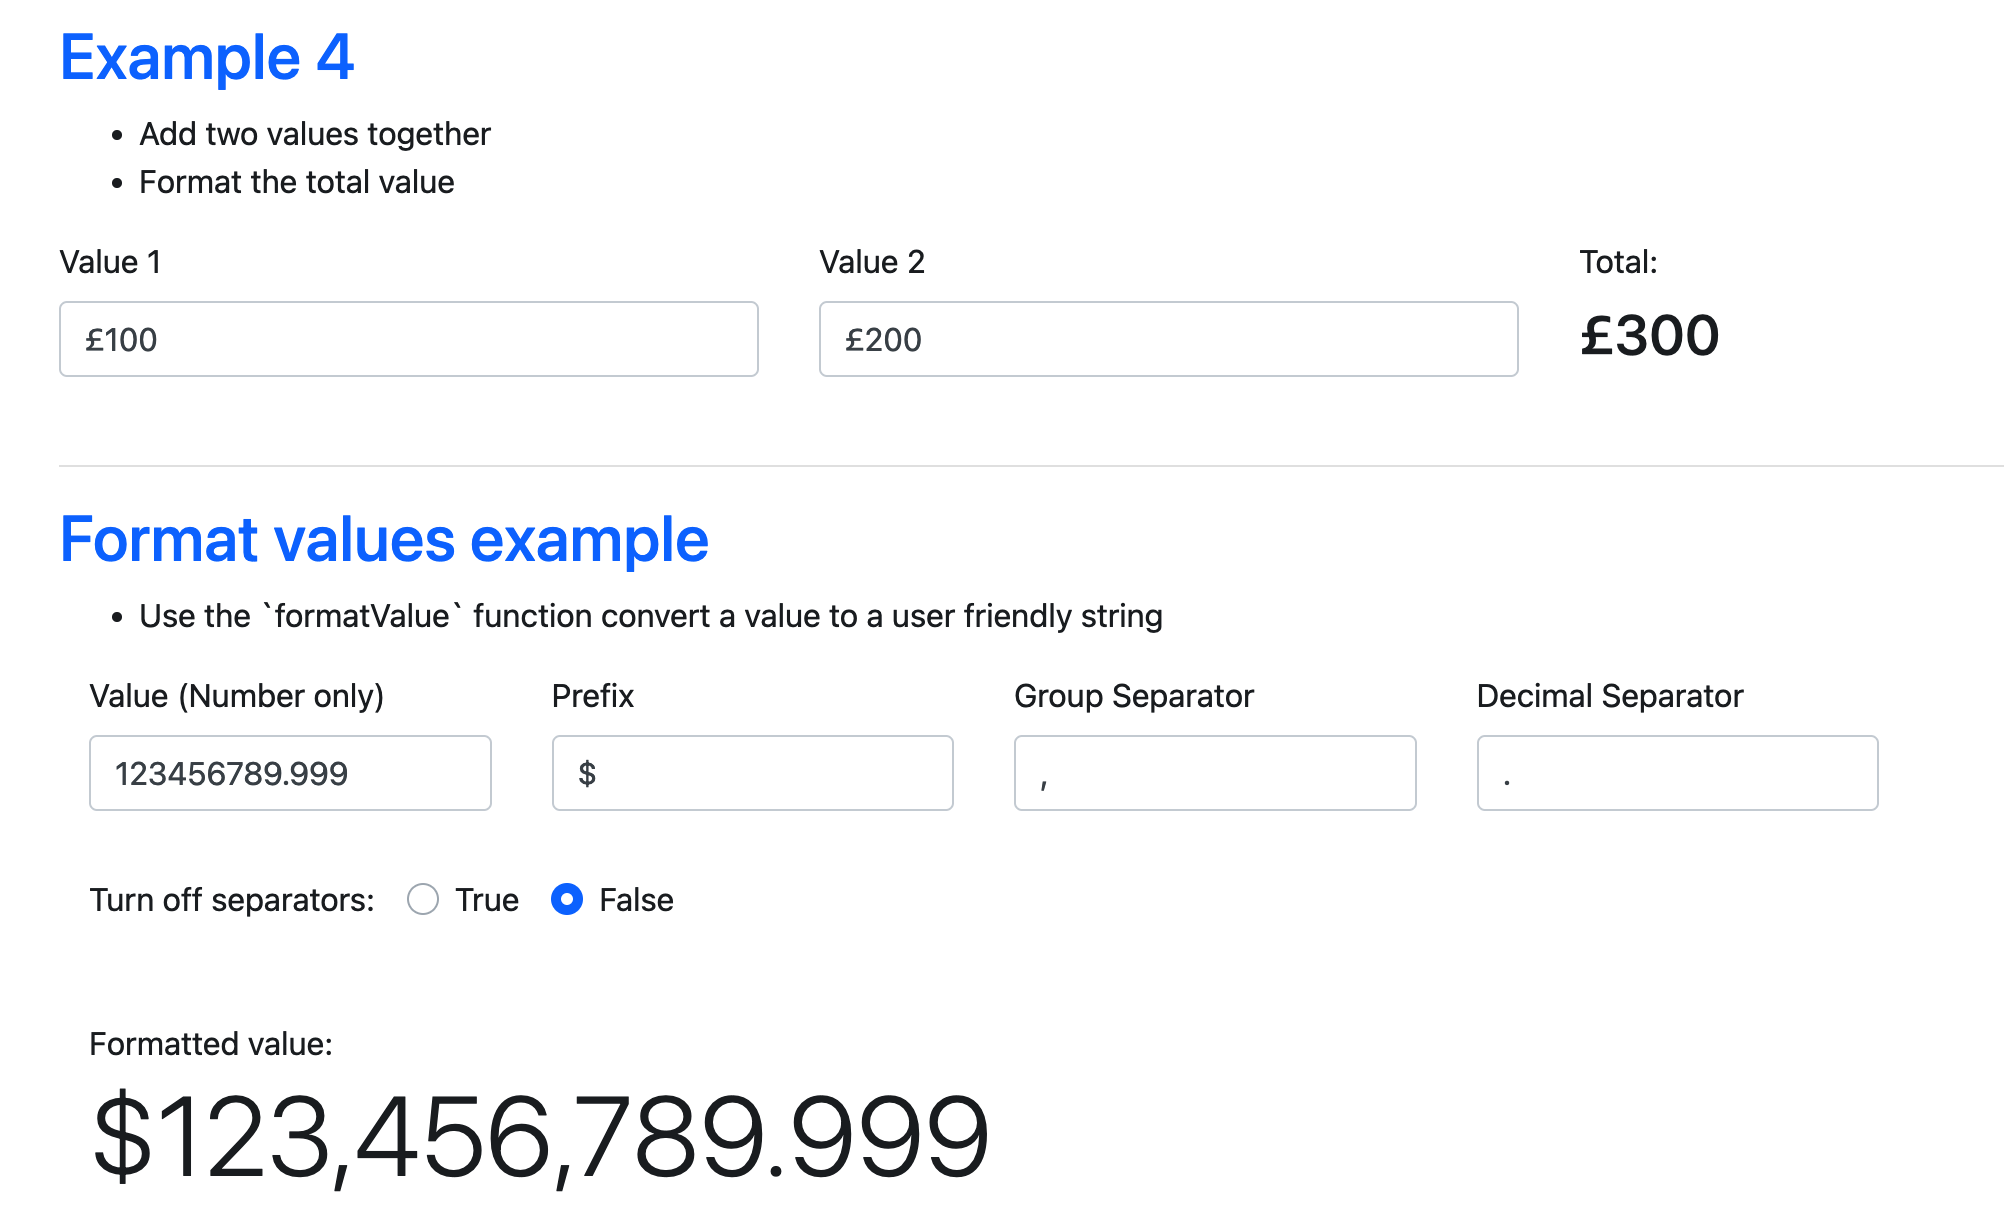 Example 4
• Add two values together
• Format the total value
Value 1 Value 2 Total:
£100 £200 £300
Format values example
• Use the `formatValue` function convert a value to a user friendly string
Value (Number only) Prefix Group Separator Decimal Separator
123456789.999 $ , .
Turn off separators: True False
Formatted value:
$123,456,789.999